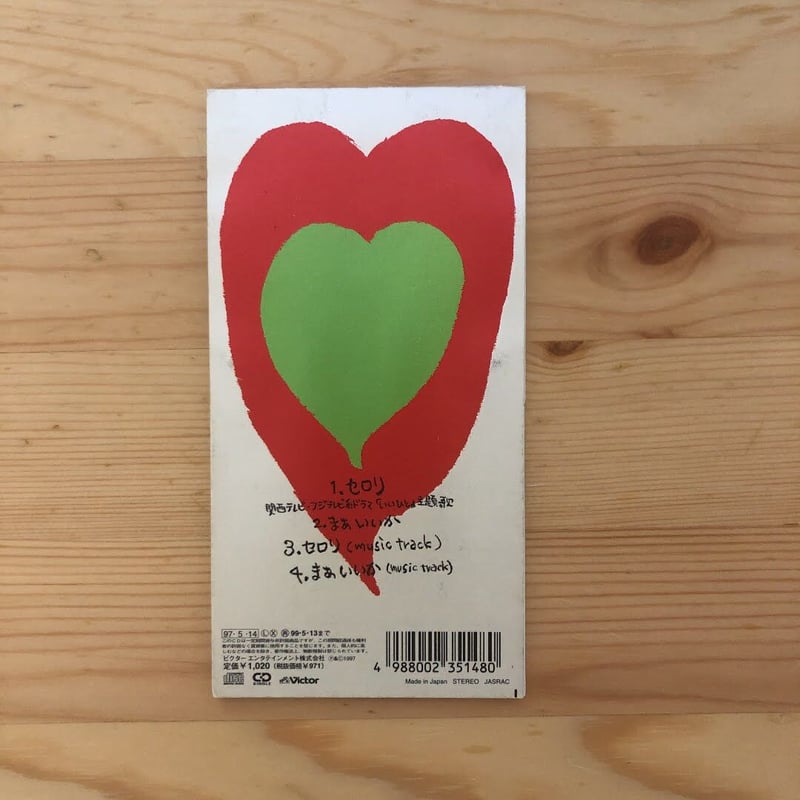 1.セロリ
関西テレビ・フジテレビ系ドラマ「いいひと」主題歌
2.まあいいか
3.セロリ(music track)
4.まあいいか(music track)
97・5・14 Ⓛ Ⓧ 99・5・13まで
ビクターエンタテインメント株式会社 ℗&©1997
定価¥1,020 (税抜価格¥971)
4 988002 351480
CD SINGLE Victor
Made in Japan STEREO JASRAC